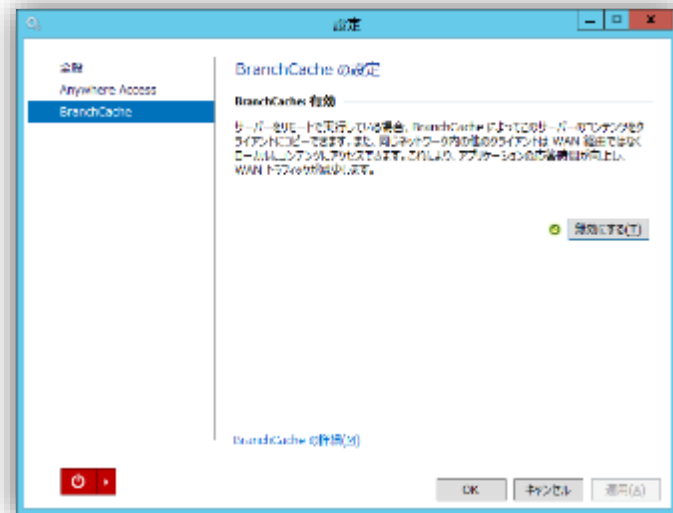 設定
全般
Anywhere Access
BranchCache
BranchCache の設定
BranchCache: 有効
サーバーをリモートで実行している場合、BranchCache によってこのサーバーのコンテンツをク
ライアントにコピーできます。また、同じネットワーク内の他のクライアントは WAN 経由ではなく
ローカルにコンテンツにアクセスできます。これにより、アプリケーションの応答時間が向上し、
WAN トラフィックが減少します。
無効にする(T)
BranchCache の詳細(M)
OK
キャンセル
適用(A)